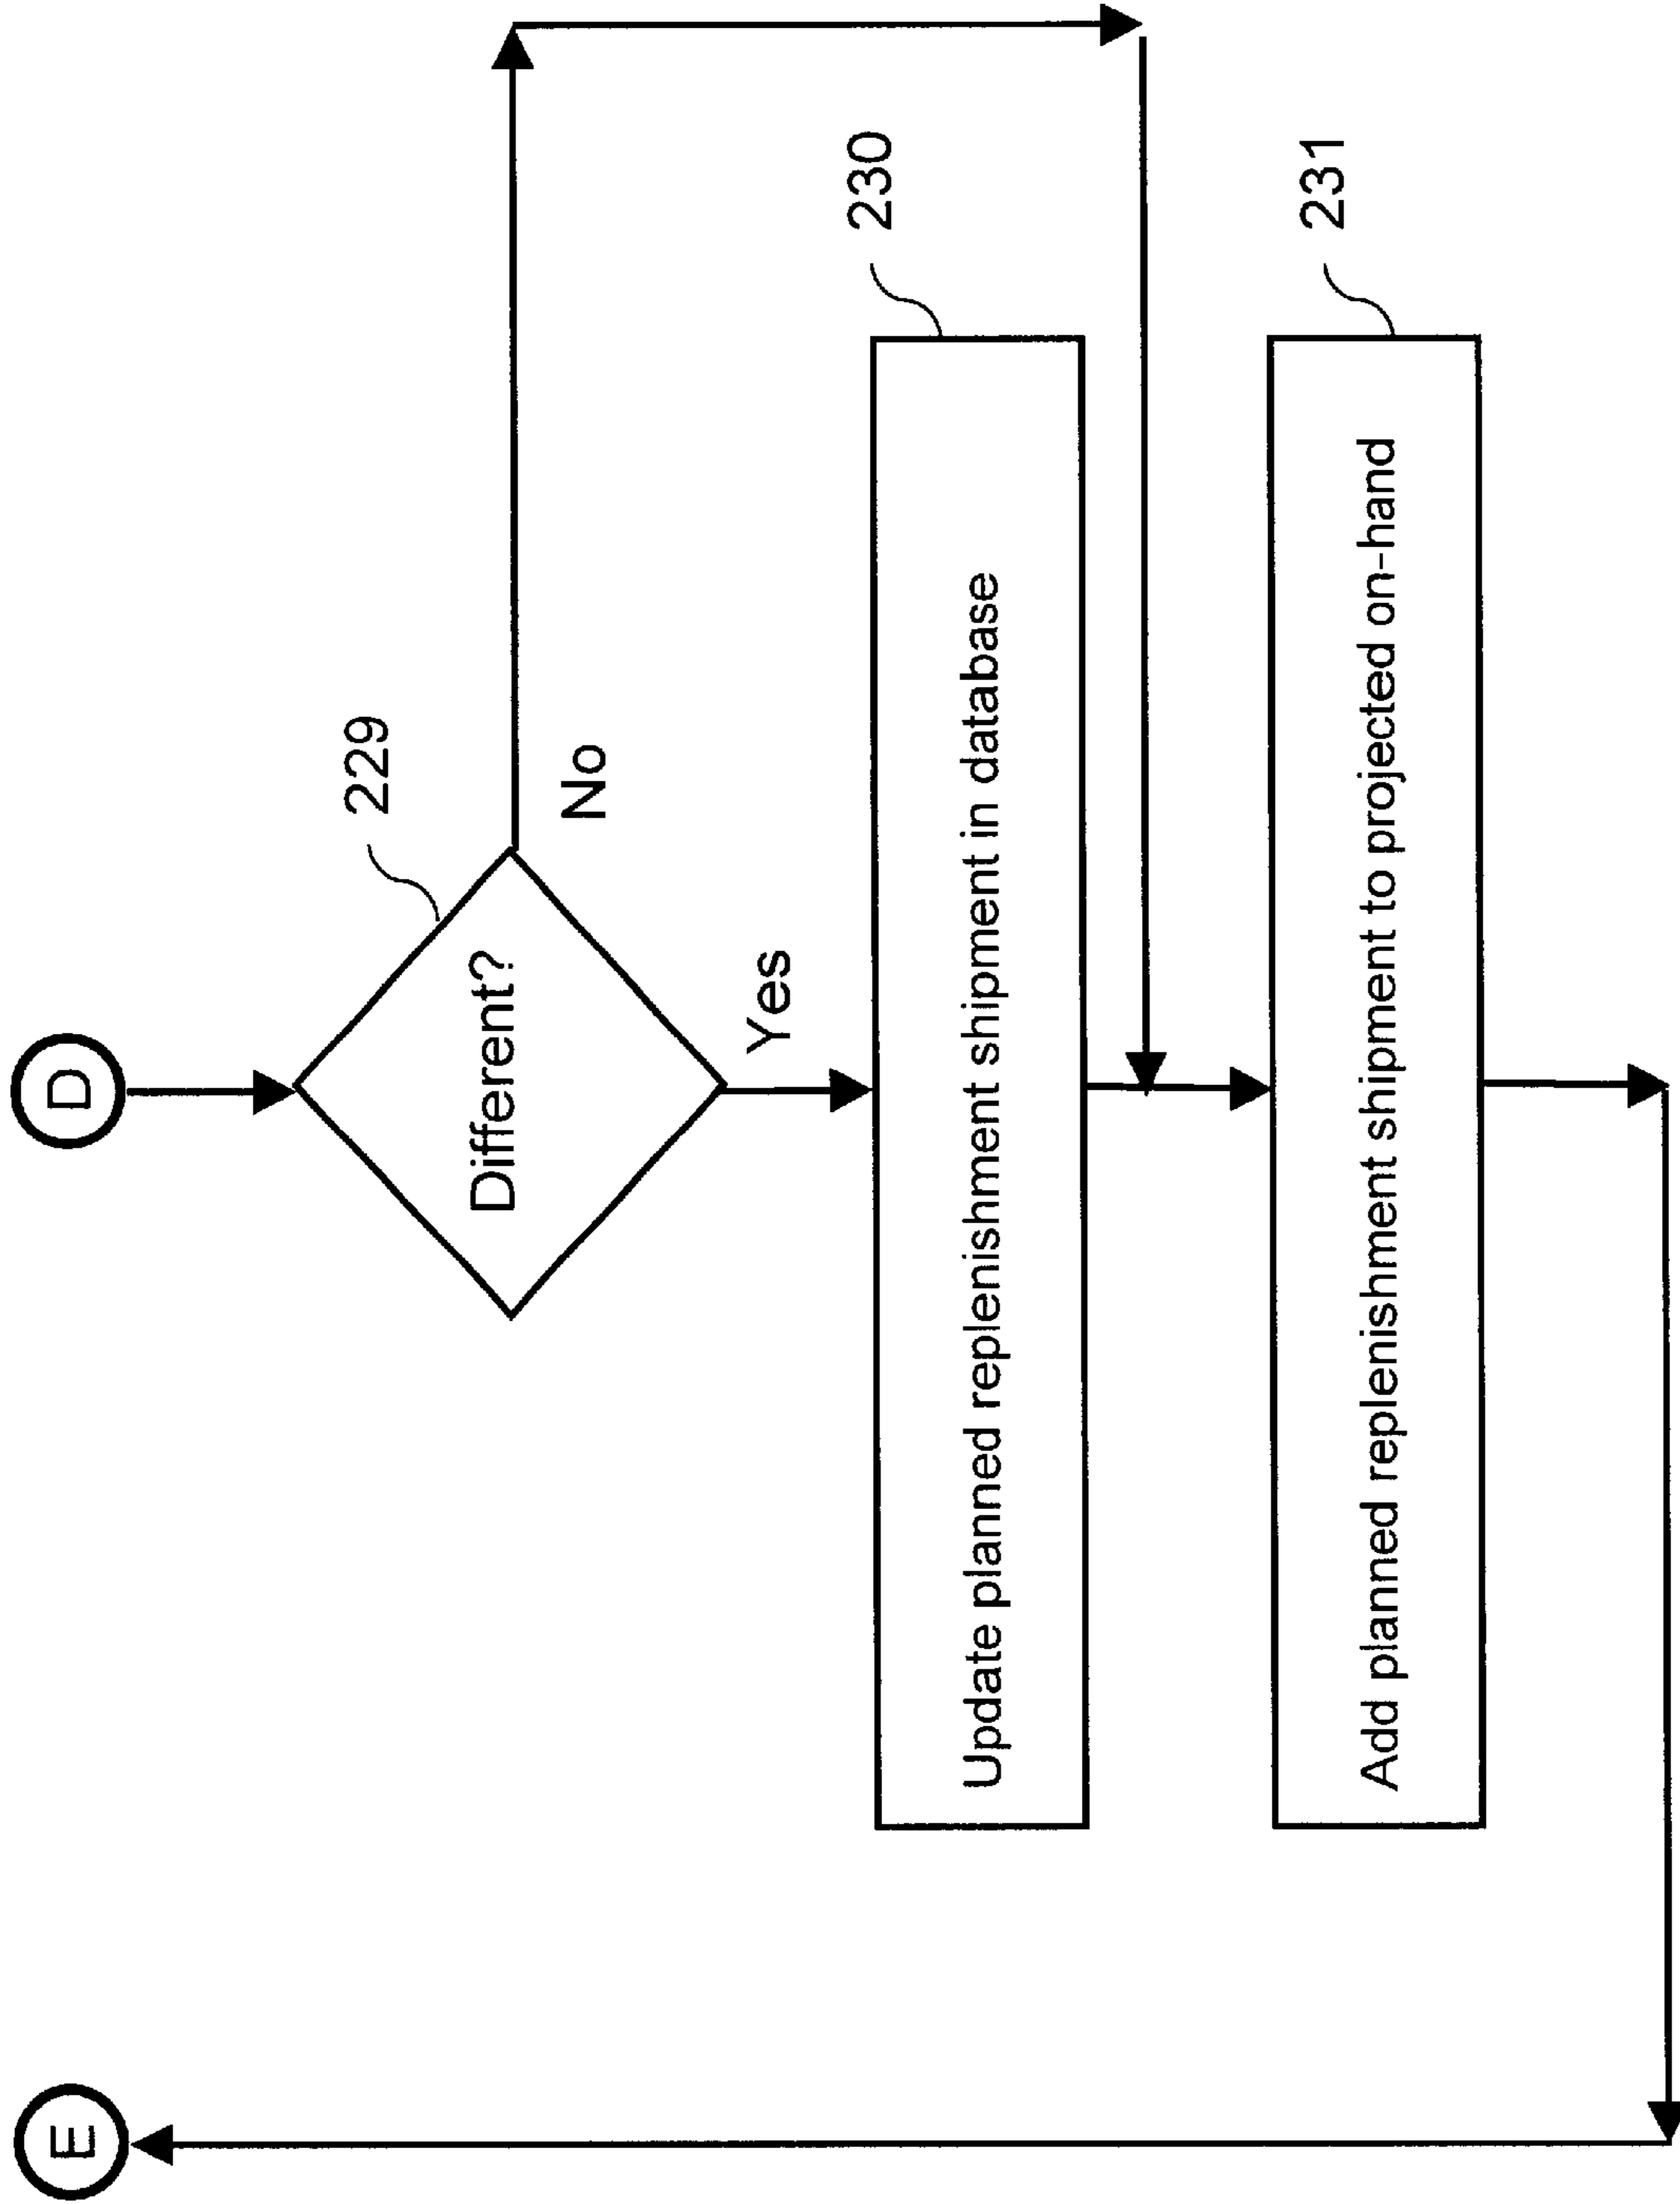 E
D
229
Different?
No
Yes
230
Update planned replenishment shipment in database
231
Add planned replenishment shipment to projected on-hand